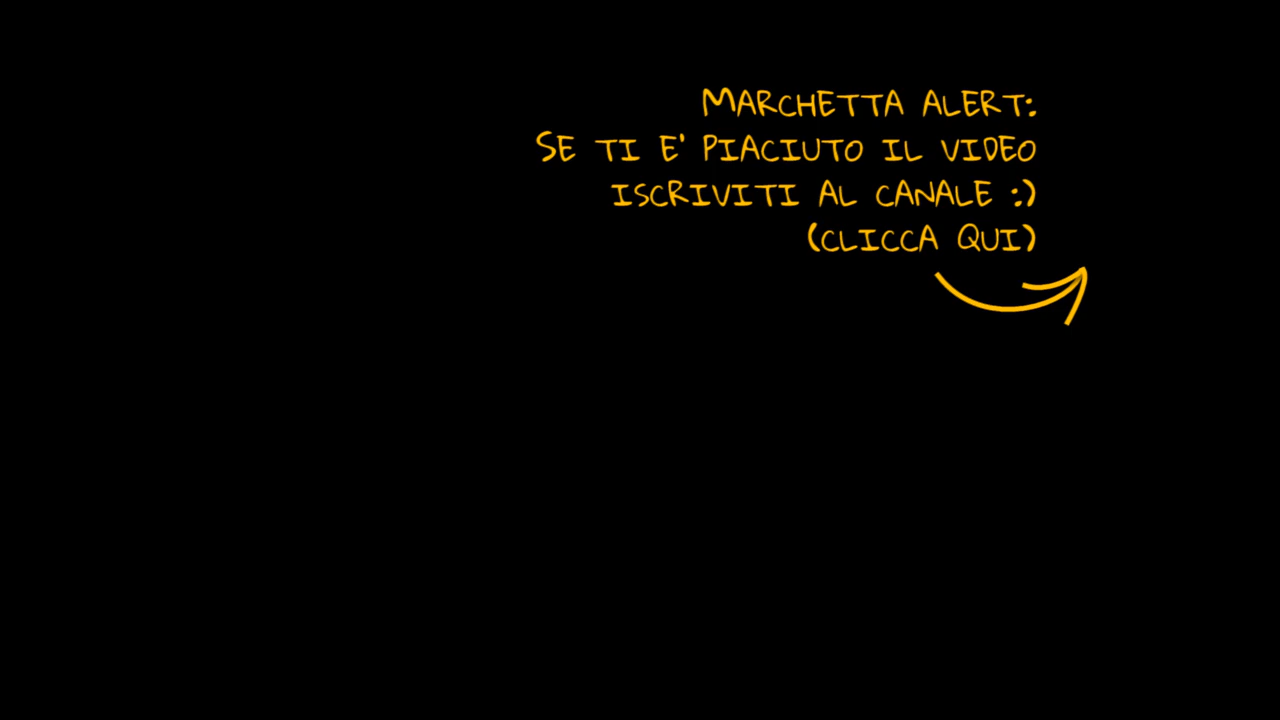 MARCHETTA ALERT:
SE TI E' PIACIUTO IL VIDEO
ISCRIVITI AL CANALE :)
(CLICCA QUI)